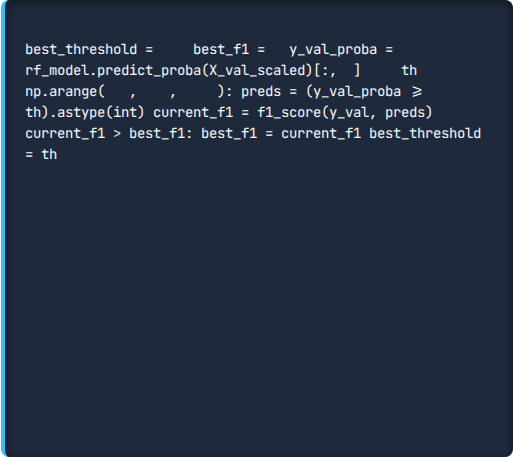 best_threshold =     best_f1 =   y_val_proba =
rf_model.predict_proba(X_val_scaled)[:,  ]     th
np.arange(   ,    ,     ): preds = (y_val_proba >=
th).astype(int) current_f1 = f1_score(y_val, preds)
current_f1 > best_f1: best_f1 = current_f1 best_threshold
= th